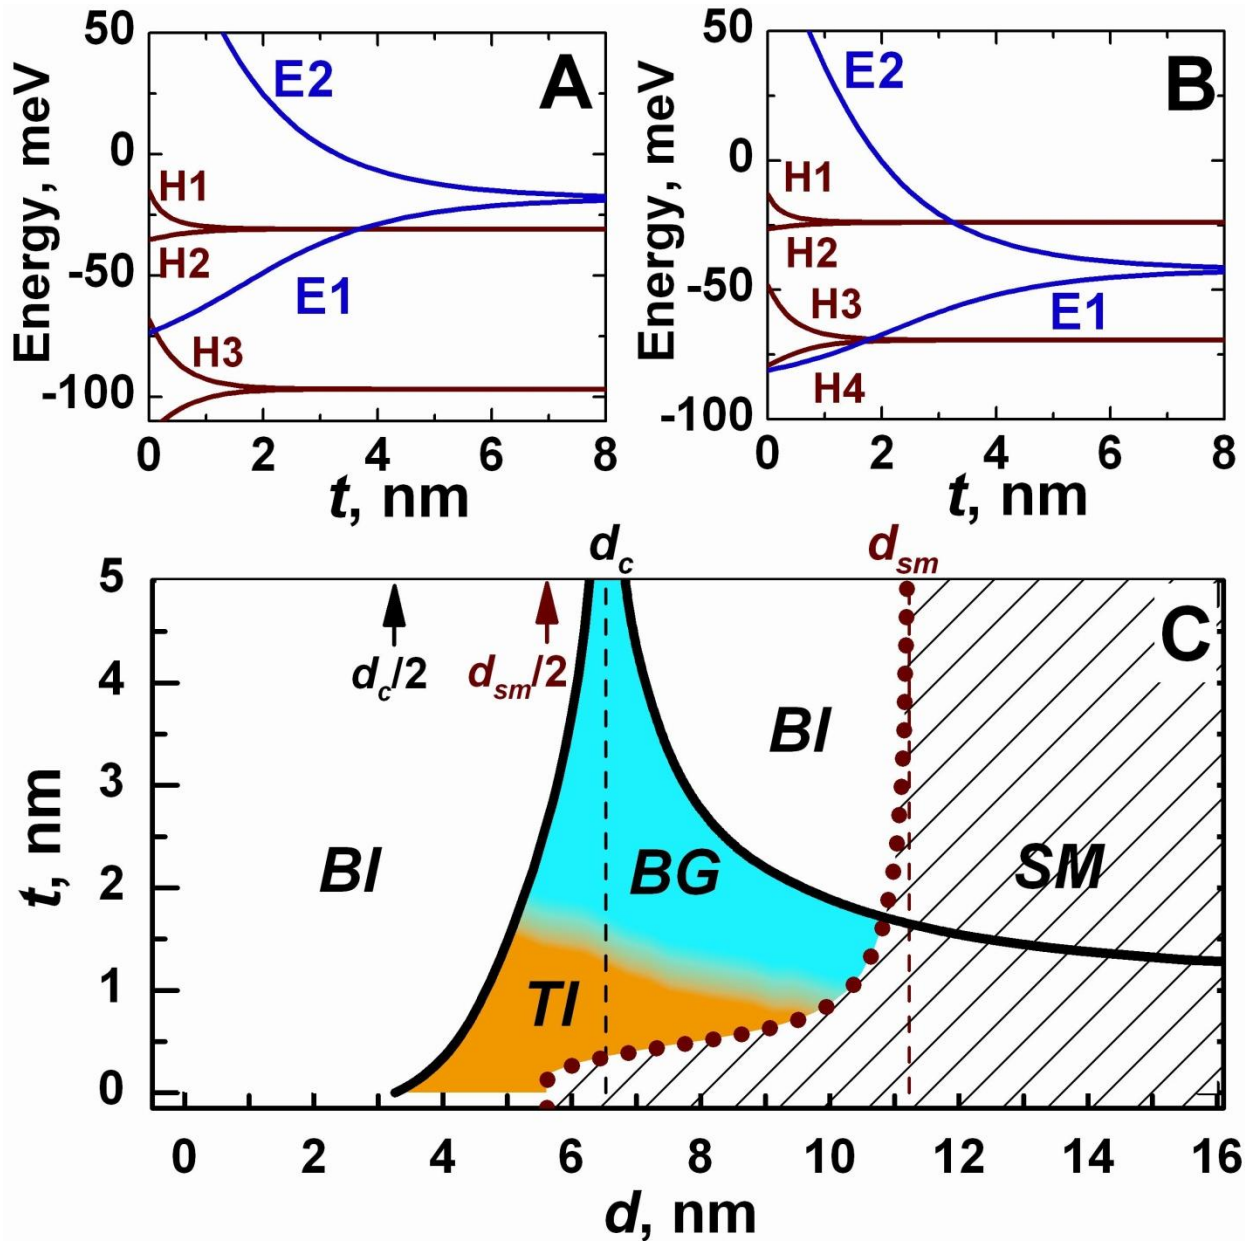 50
0
-50
-100
Energy, meV
A
E2
H1
H2
E1
H3
0 2 4 6 8
t, nm
50
0
-50
-100
Energy, meV
B
E2
H1
H2
H3
E1
H4
0 2 4 6 8
t, nm
d_c
d_sm
5
4
3
2
1
0
t, nm
C
d_c/2
d_sm/2
BI
BI
BG
SM
TI
0 2 4 6 8 10 12 14 16
d, nm